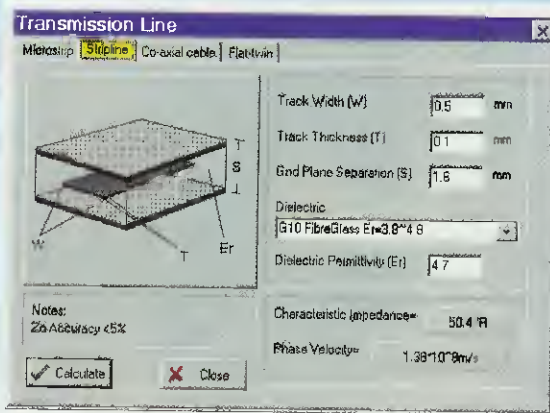 Transmission Line
Microstrip Stripline Co-axial cable Flat-twin
Track Width (W) 0.5 mm
Track Thickness (T) 0.1 mm
Gnd Plane Separation (S) 1.6 mm
Dielectric
G10 FibreGlass Er=3.8~4.8
Dielectric Permittivity (Er) 4.7
T
S
W
T
Er
Notes:
Zo Accuracy <5%
Characteristic Impedance= 50.4 'R
Phase Velocity= 1.38*10^8m/s
Calculate Close